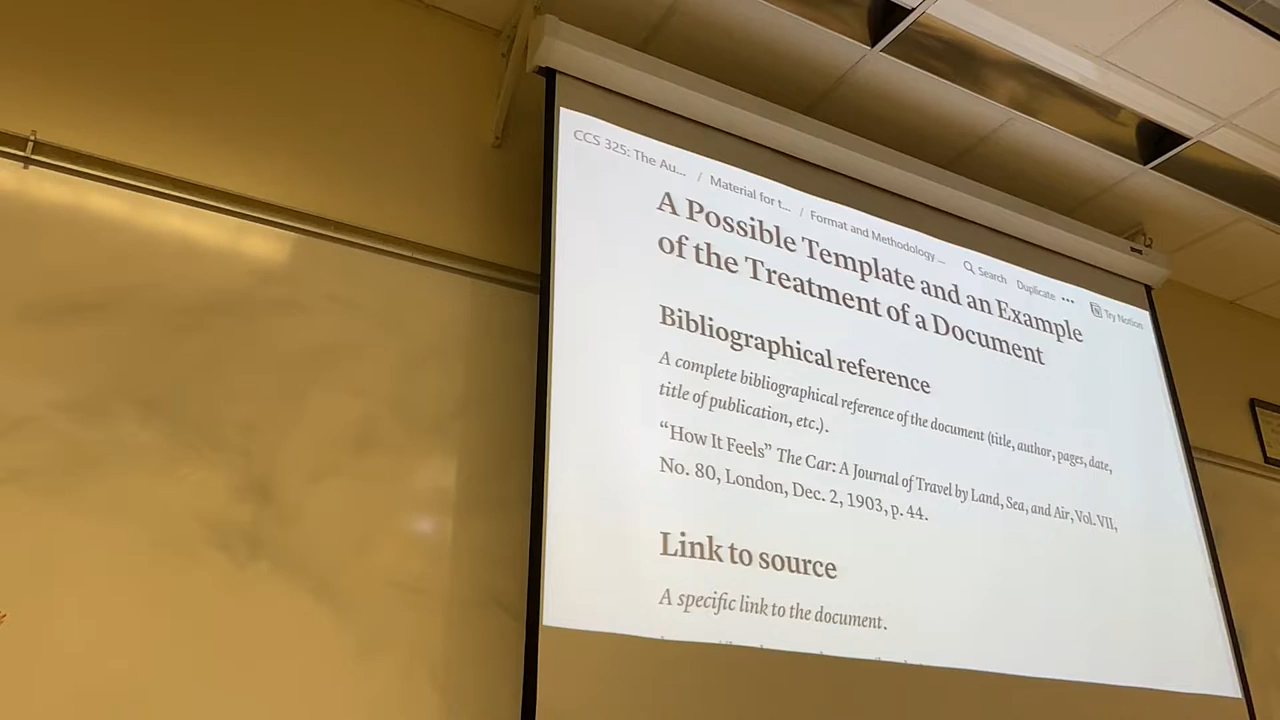 CCS 325: The Au... / Material for t... / Format and Methodology ... Search Duplicate ••• Try Notion
A Possible Template and an Example
of the Treatment of a Document
Bibliographical reference
A complete bibliographical reference of the document (title, author, pages, date,
title of publication, etc.).
“How It Feels” The Car: A Journal of Travel by Land, Sea, and Air, Vol. VII,
No. 80, London, Dec. 2, 1903, p. 44.
Link to source
A specific link to the document.